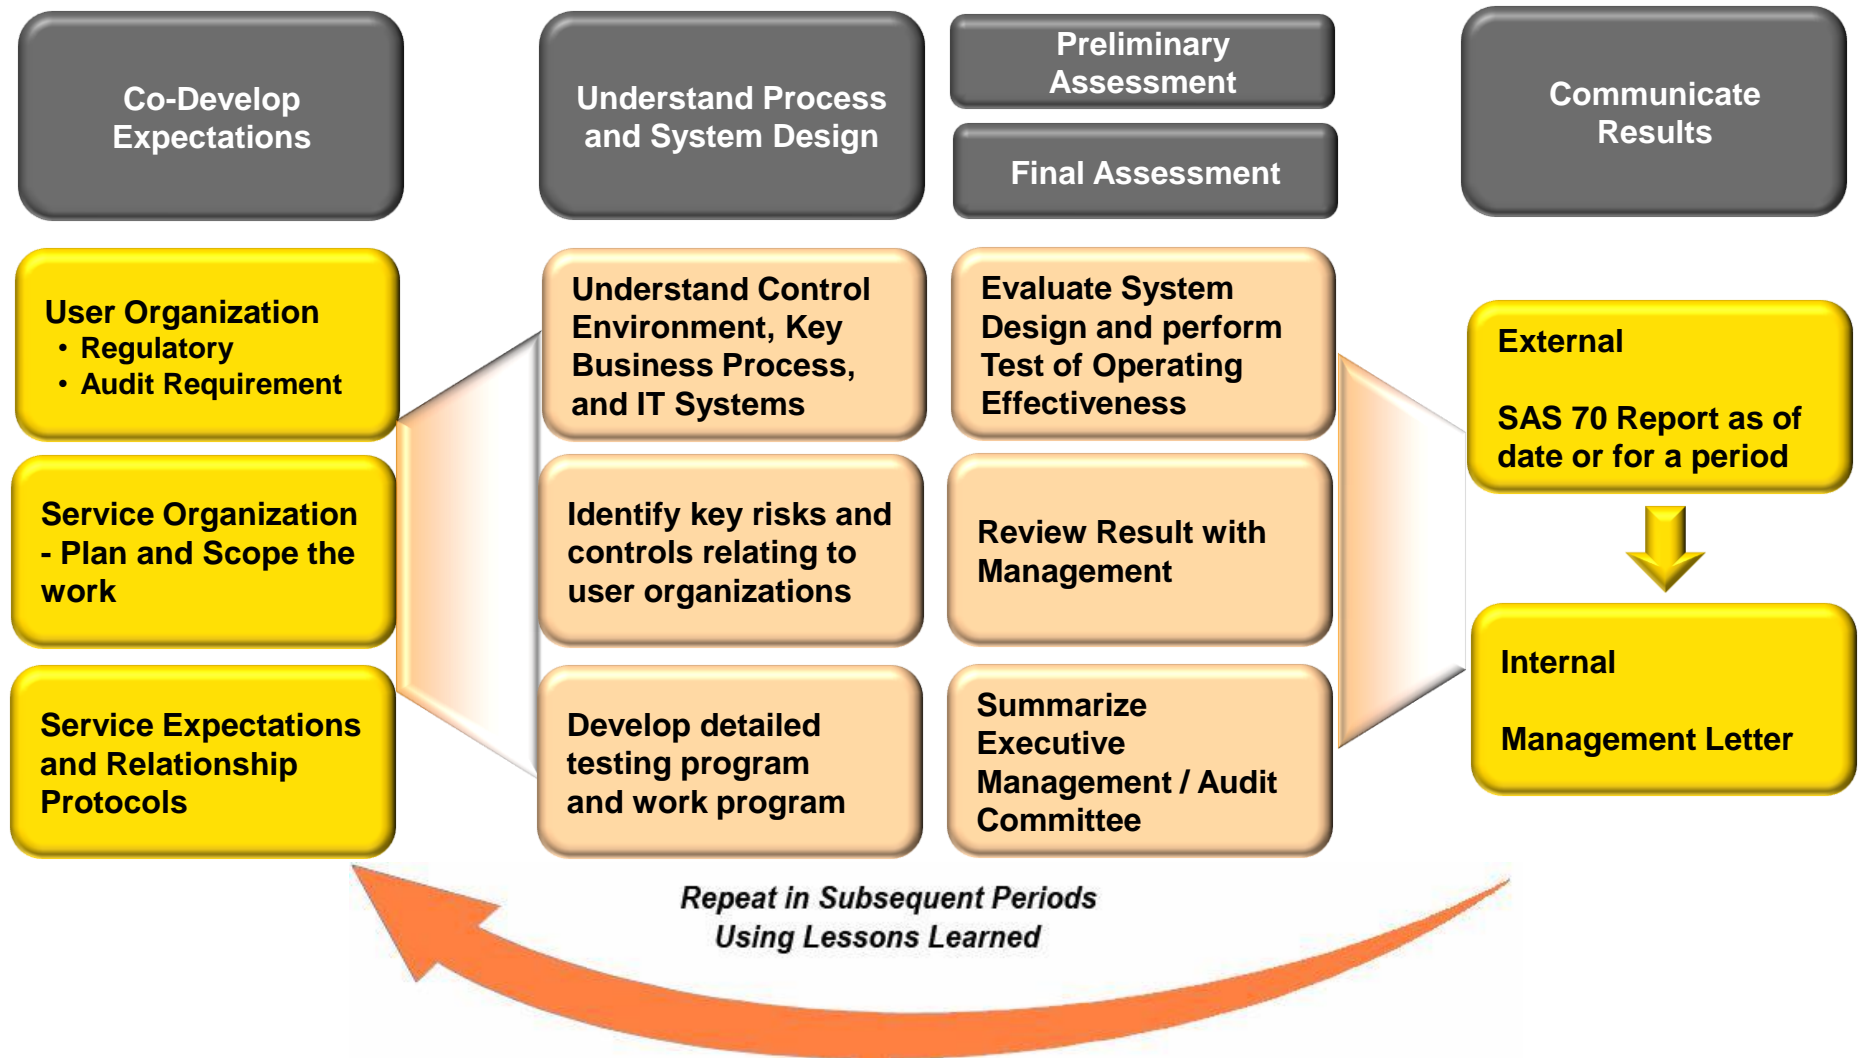 Co-Develop
Expectations
Understand Process
and System Design
Preliminary
Assessment
Final Assessment
Communicate
Results
User Organization
• Regulatory
• Audit Requirement
Service Organization
- Plan and Scope the
work
Service Expectations
and Relationship
Protocols
Understand Control
Environment, Key
Business Process,
and IT Systems
Identify key risks and
controls relating to
user organizations
Develop detailed
testing program
and work program
Evaluate System
Design and perform
Test of Operating
Effectiveness
Review Result with
Management
Summarize
Executive
Management / Audit
Committee
External
SAS 70 Report as of
date or for a period
Internal
Management Letter
Repeat in Subsequent Periods
Using Lessons Learned